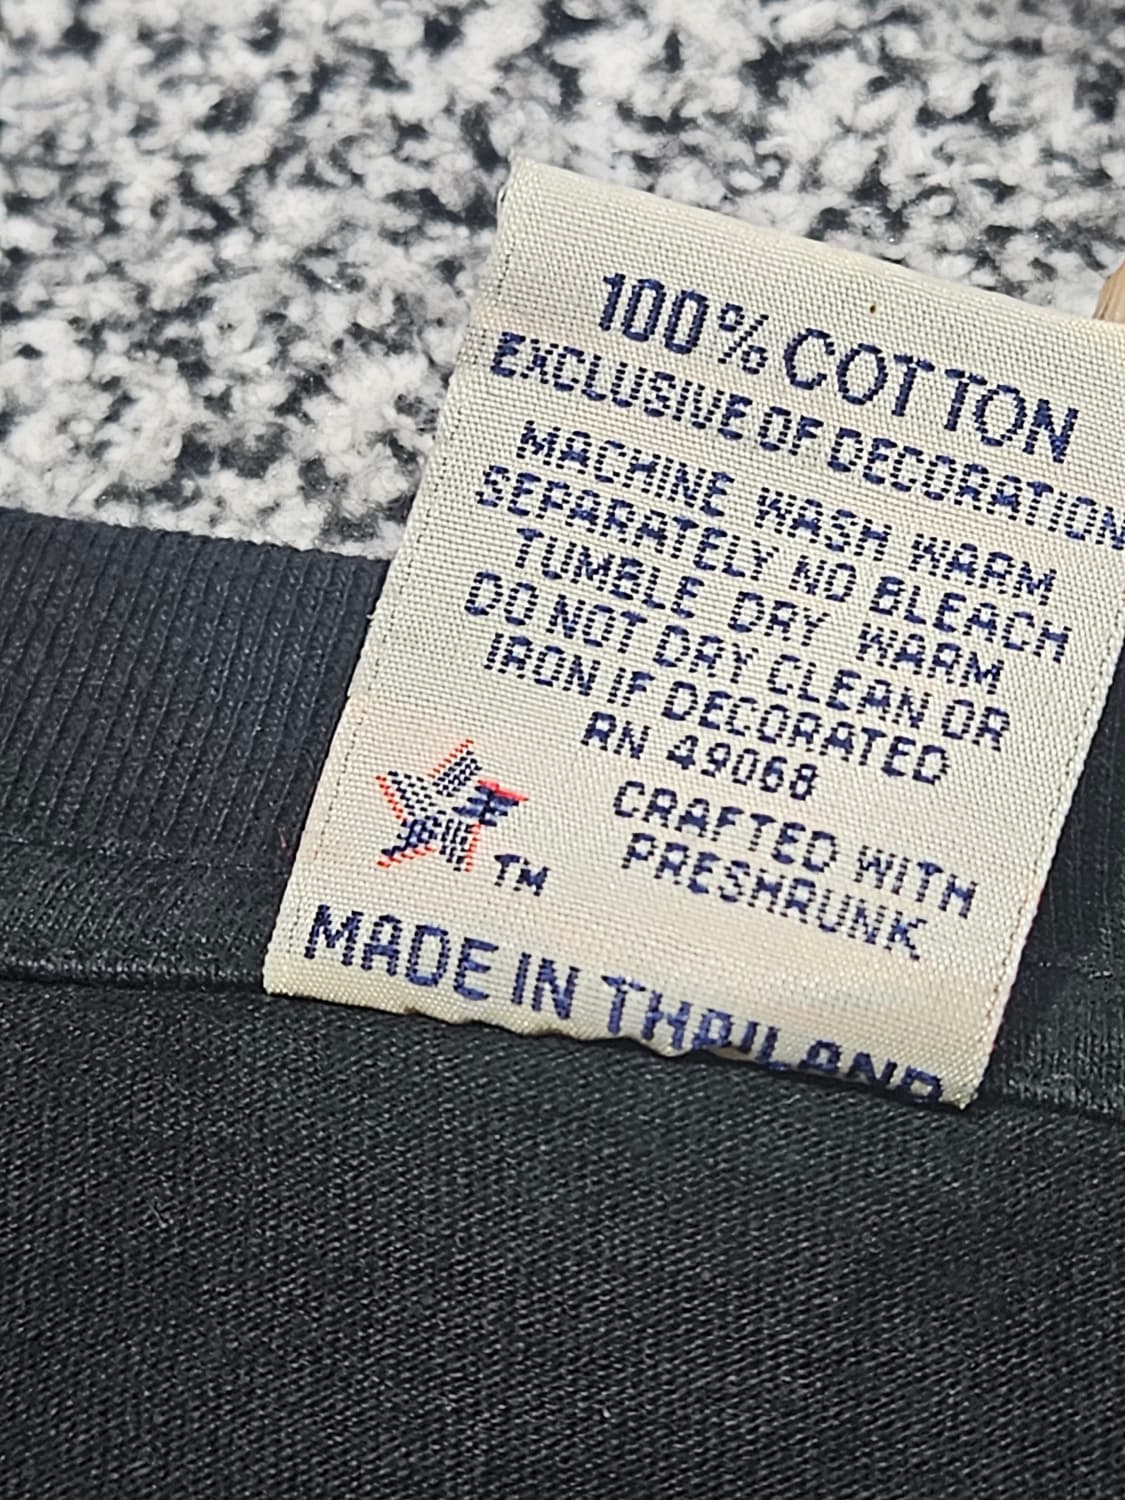 100% COTTON
EXCLUSIVE OF DECORATION
MACHINE WASH WARM
SEPARATELY NO BLEACH
TUMBLE DRY WARM
DO NOT DRY CLEAN OR
IRON IF DECORATED
RN 49068
CRAFTED WITH
PRESHRUNK
TM
MADE IN THAILAND